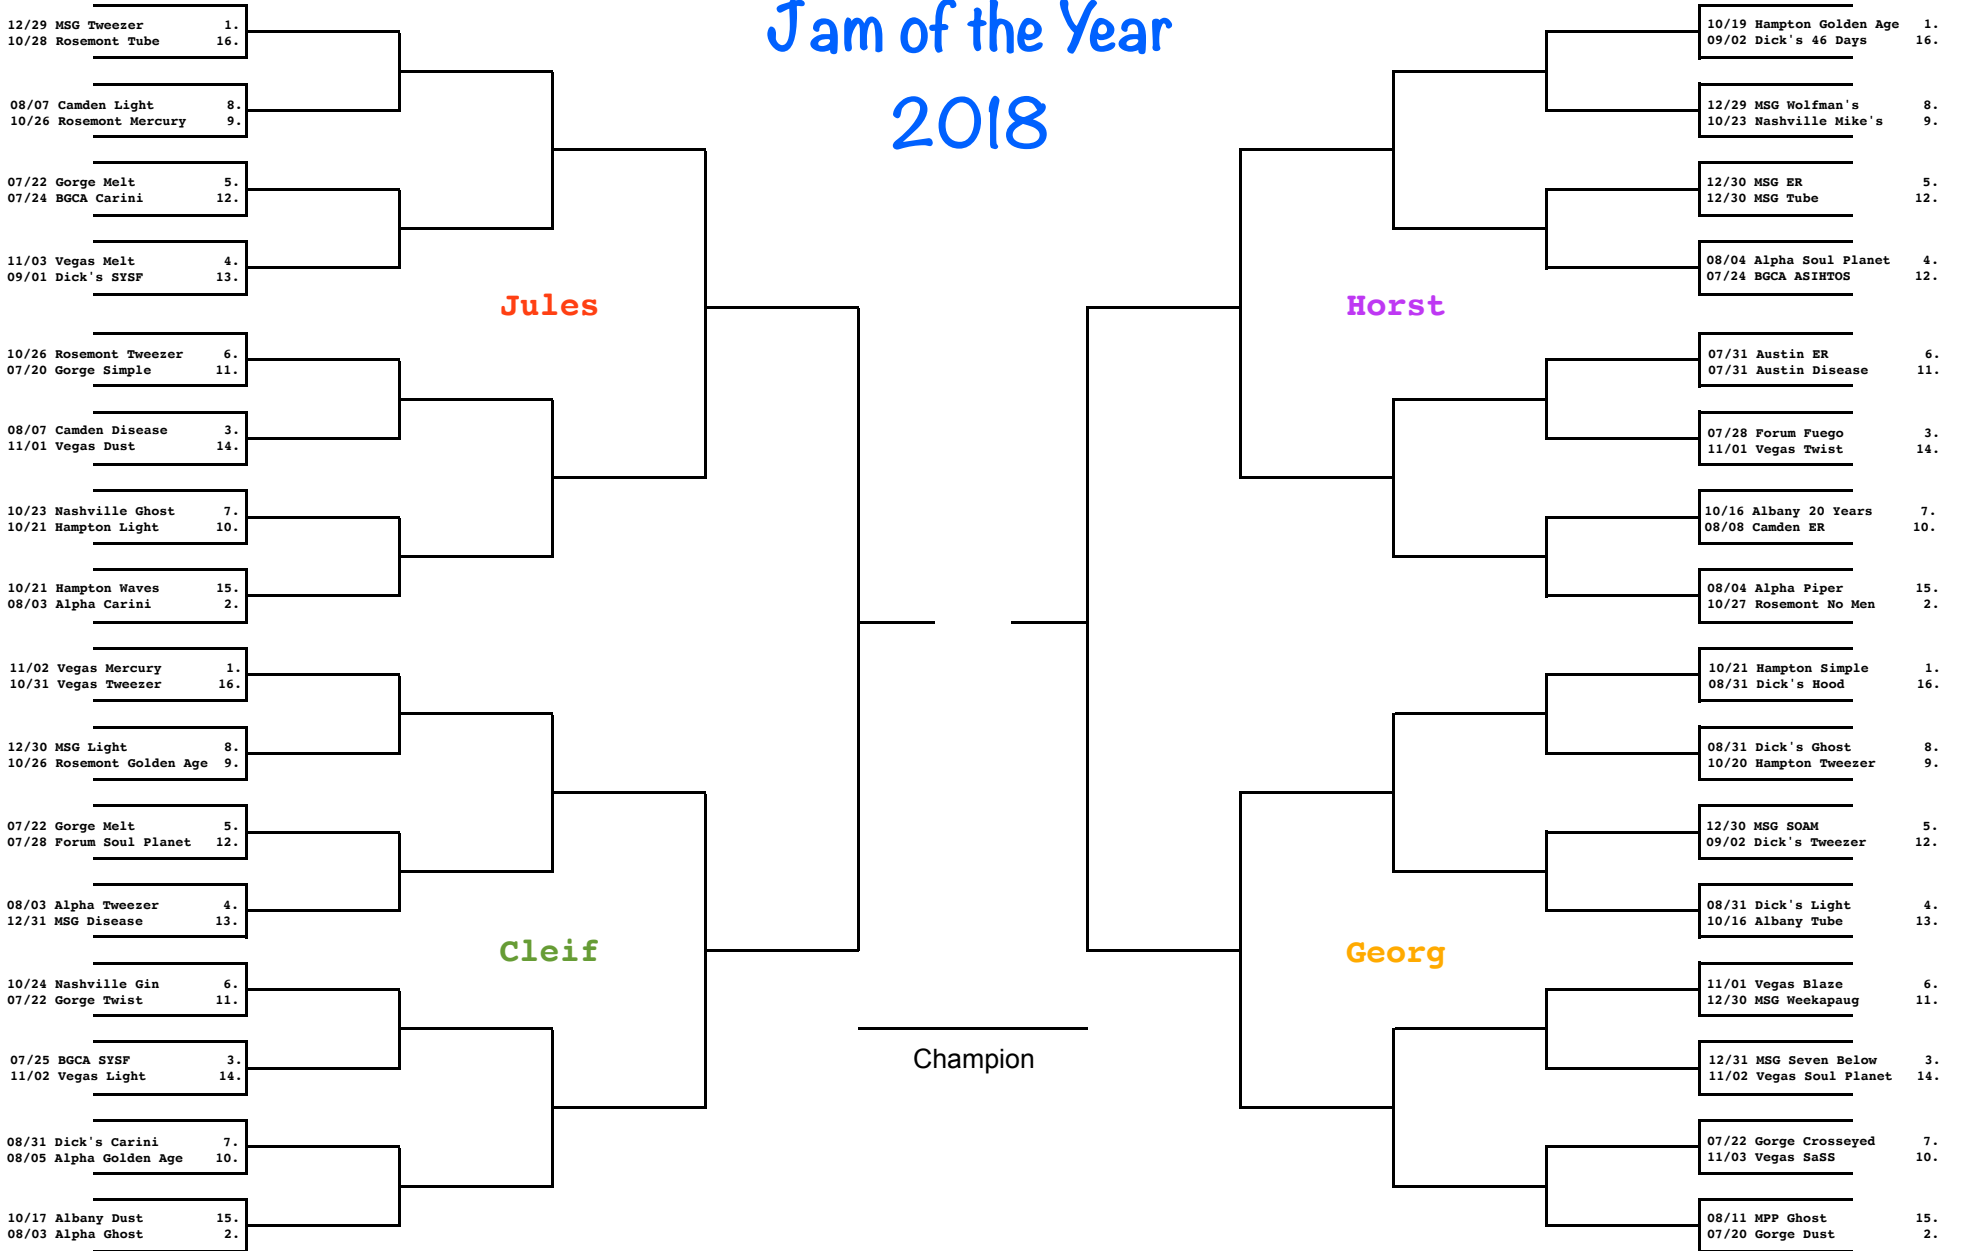 Jam of the Year
2018
12/29 MSG Tweezer 1.
10/28 Rosemont Tube 16.
08/07 Camden Light 8.
10/26 Rosemont Mercury 9.
07/22 Gorge Melt 5.
07/24 BGCA Carini 12.
11/03 Vegas Melt 4.
09/01 Dick's SYSF 13.
Jules
10/26 Rosemont Tweezer 6.
07/20 Gorge Simple 11.
08/07 Camden Disease 3.
11/01 Vegas Dust 14.
10/23 Nashville Ghost 7.
10/21 Hampton Light 10.
10/21 Hampton Waves 15.
08/03 Alpha Carini 2.
11/02 Vegas Mercury 1.
10/31 Vegas Tweezer 16.
12/30 MSG Light 8.
10/26 Rosemont Golden Age 9.
07/22 Gorge Melt 5.
07/28 Forum Soul Planet 12.
08/03 Alpha Tweezer 4.
12/31 MSG Disease 13.
Cleif
10/24 Nashville Gin 6.
07/22 Gorge Twist 11.
07/25 BGCA SYSF 3.
11/02 Vegas Light 14.
08/31 Dick's Carini 7.
08/05 Alpha Golden Age 10.
10/17 Albany Dust 15.
08/03 Alpha Ghost 2.
Champion
10/19 Hampton Golden Age 1.
09/02 Dick's 46 Days 16.
12/29 MSG Wolfman's 8.
10/23 Nashville Mike's 9.
12/30 MSG ER 5.
12/30 MSG Tube 12.
08/04 Alpha Soul Planet 4.
07/24 BGCA ASIHTOS 12.
Horst
07/31 Austin ER 6.
07/31 Austin Disease 11.
07/28 Forum Fuego 3.
11/01 Vegas Twist 14.
10/16 Albany 20 Years 7.
08/08 Camden ER 10.
08/04 Alpha Piper 15.
10/27 Rosemont No Men 2.
10/21 Hampton Simple 1.
08/31 Dick's Hood 16.
08/31 Dick's Ghost 8.
10/20 Hampton Tweezer 9.
12/30 MSG SOAM 5.
09/02 Dick's Tweezer 12.
08/31 Dick's Light 4.
10/16 Albany Tube 13.
Georg
11/01 Vegas Blaze 6.
12/30 MSG Weekapaug 11.
12/31 MSG Seven Below 3.
11/02 Vegas Soul Planet 14.
07/22 Gorge Crosseyed 7.
11/03 Vegas SaSS 10.
08/11 MPP Ghost 15.
07/20 Gorge Dust 2.